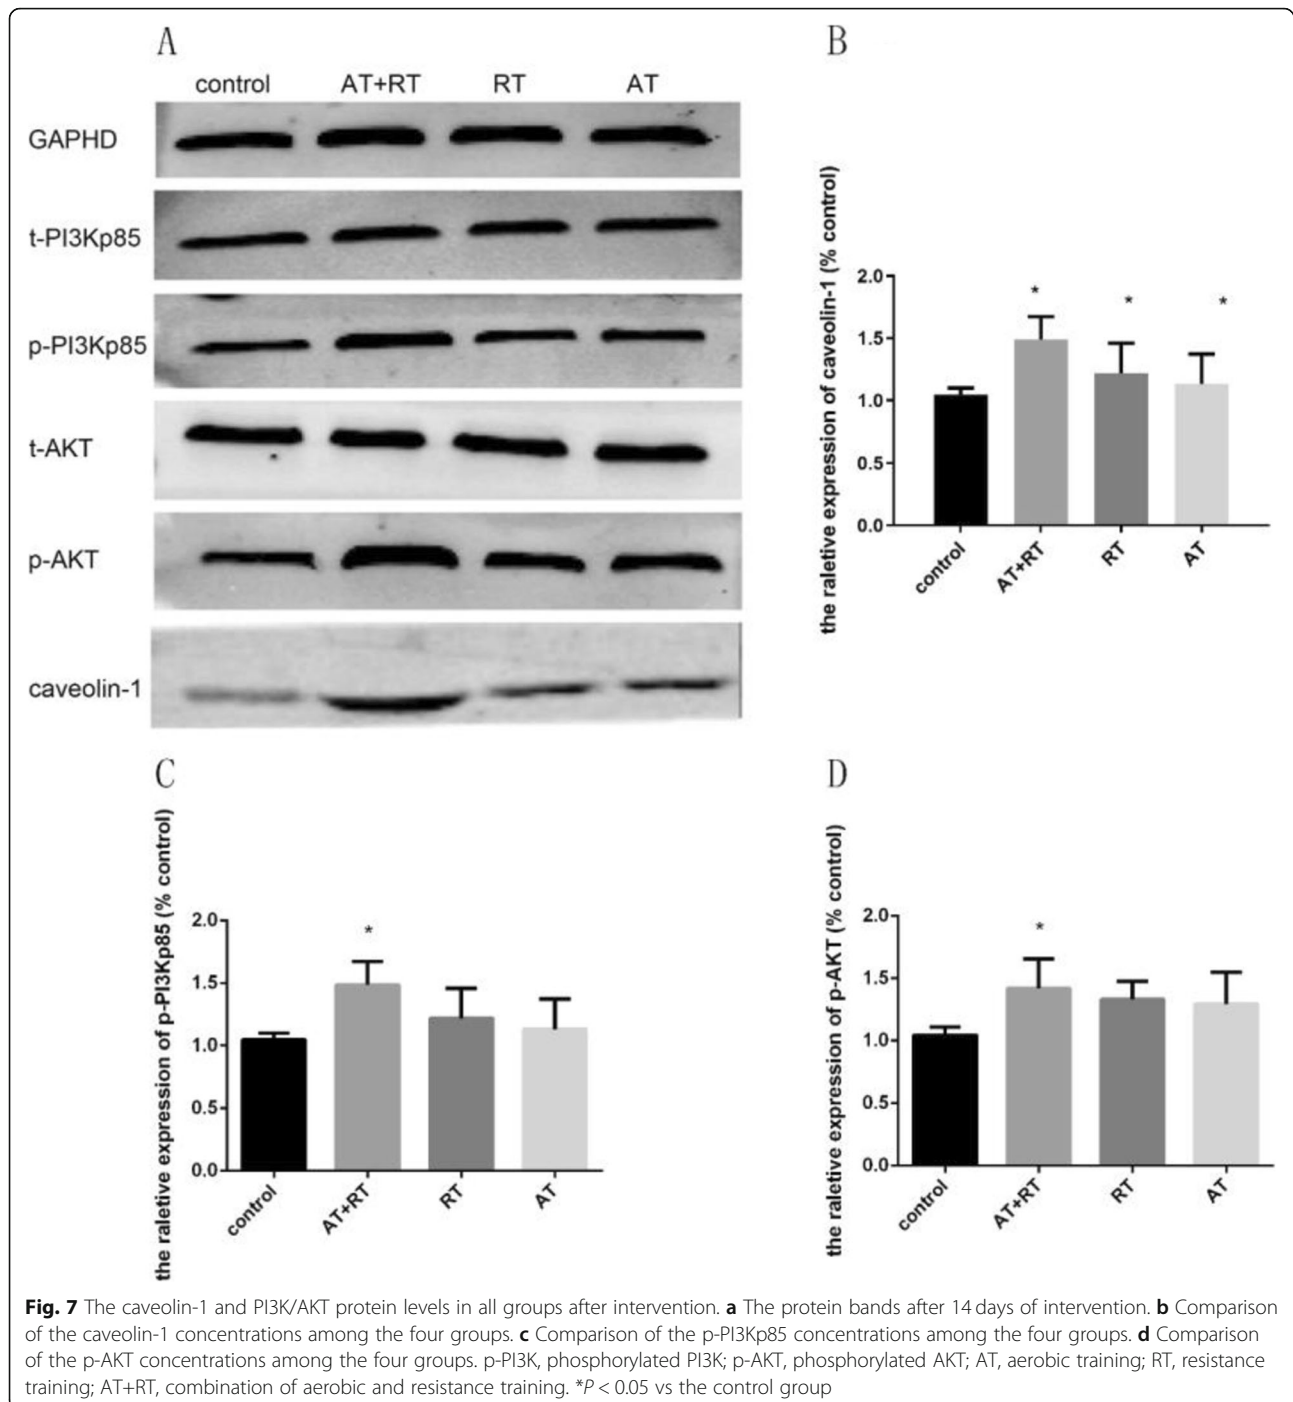 A
control AT+RT RT AT
GAPHD
t-PI3Kp85
p-PI3Kp85
t-AKT
p-AKT
caveolin-1
B
the raletive expression of caveolin-1 (% control)
2.0
1.5
1.0
0.5
0.0
* * *
control AT+RT RT AT
C
the raletive expression of p-PI3Kp85 (% control)
2.0
1.5
1.0
0.5
0.0
*
control AT+RT RT AT
D
the raletive expression of p-AKT (% control)
2.0
1.5
1.0
0.5
0.0
*
control AT+RT RT AT
Fig. 7 The caveolin-1 and PI3K/AKT protein levels in all groups after intervention. a The protein bands after 14 days of intervention. b Comparison
of the caveolin-1 concentrations among the four groups. c Comparison of the p-PI3Kp85 concentrations among the four groups. d Comparison
of the p-AKT concentrations among the four groups. p-PI3K, phosphorylated PI3K; p-AKT, phosphorylated AKT; AT, aerobic training; RT, resistance
training; AT+RT, combination of aerobic and resistance training. *P < 0.05 vs the control group